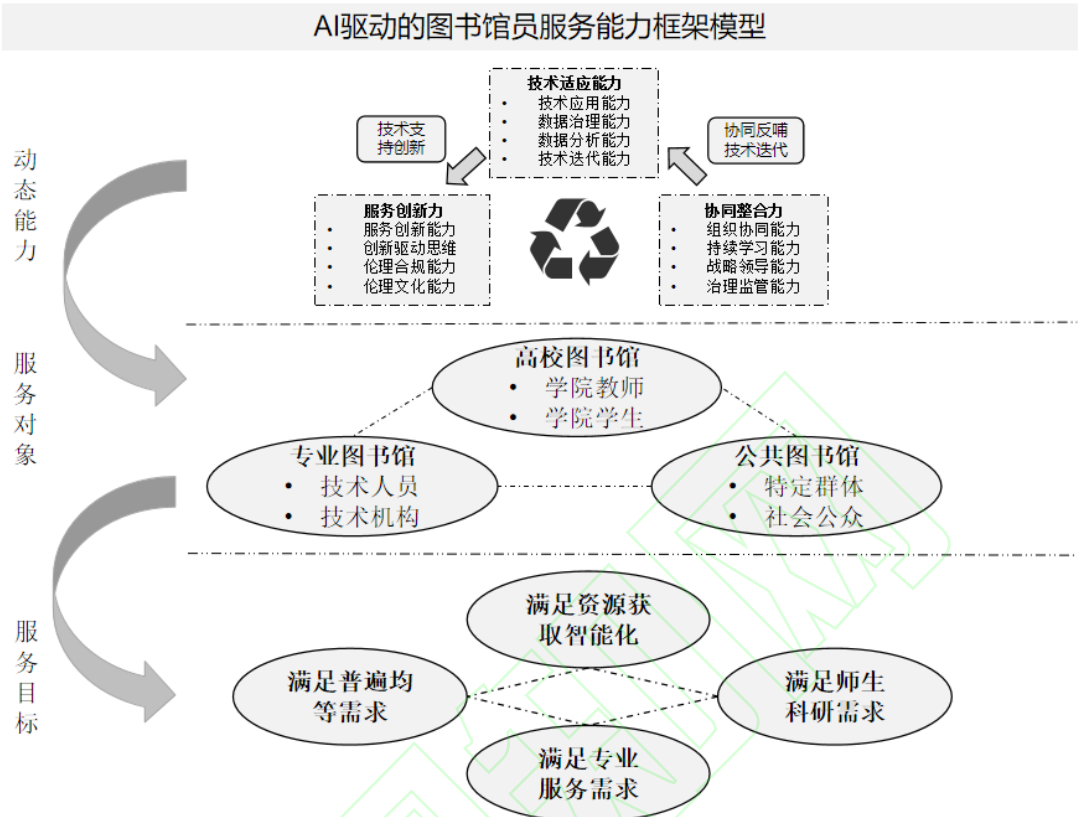 AI驱动的图书馆员服务能力框架模型
动态能力
技术适应能力
• 技术应用能力
• 数据治理能力
• 数据分析能力
• 技术迭代能力
技术支
持创新
协同反哺
技术迭代
服务创新力
• 服务创新能力
• 创新驱动思维
• 伦理合规能力
• 伦理文化能力
协同整合力
• 组织协同能力
• 持续学习能力
• 战略领导能力
• 治理监管能力
服务对象
高校图书馆
• 学院教师
• 学院学生
专业图书馆
• 技术人员
• 技术机构
公共图书馆
• 特定群体
• 社会公众
服务目标
满足资源获
取智能化
满足普遍均
等需求
满足师生
科研需求
满足专业
服务需求